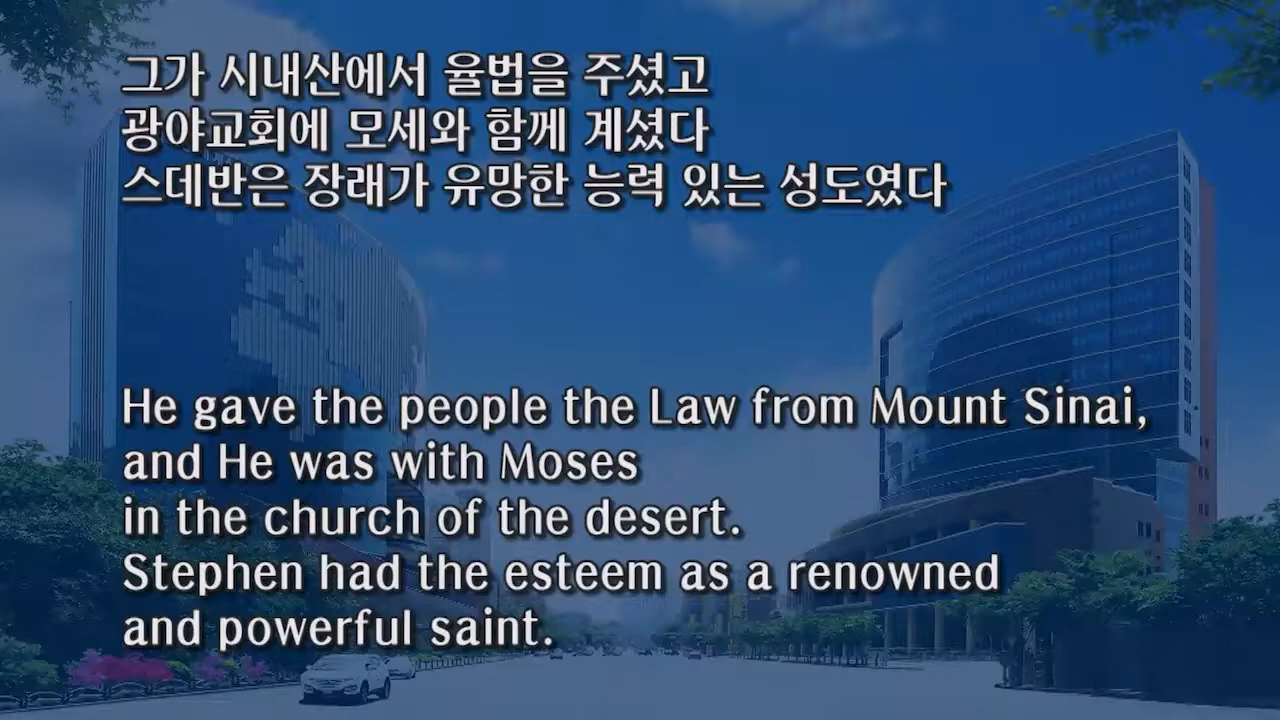 그가 시내산에서 율법을 주셨고
광야교회에 모세와 함께 계셨다
스데반은 장래가 유망한 능력 있는 성도였다
He gave the people the Law from Mount Sinai,
and He was with Moses
in the church of the desert.
Stephen had the esteem as a renowned
and powerful saint.